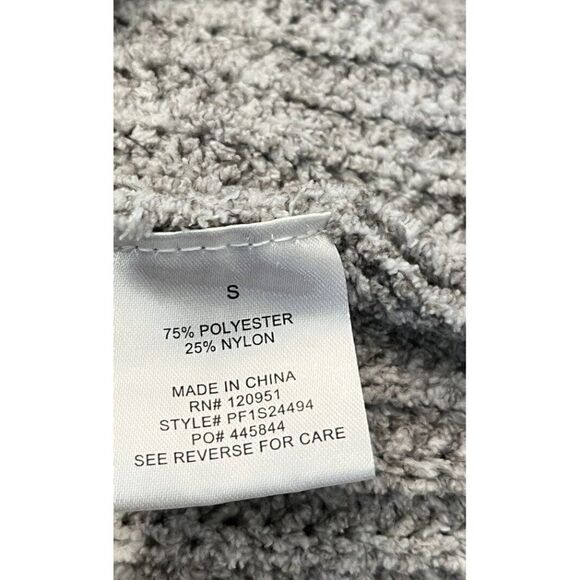 S
75% POLYESTER
25% NYLON
MADE IN CHINA
RN# 120951
STYLE# PF1S24494
PO# 445844
SEE REVERSE FOR CARE